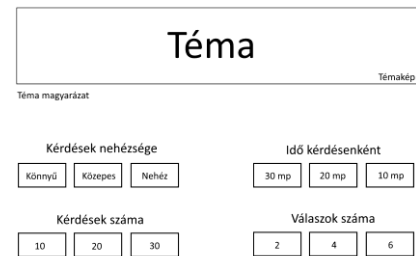 Téma
Témakép
Téma magyarázat
Kérdések nehézsége
Könnyű Közepes Nehéz
Idő kérdésenként
30 mp 20 mp 10 mp
Kérdések száma
10 20 30
Válaszok száma
2 4 6